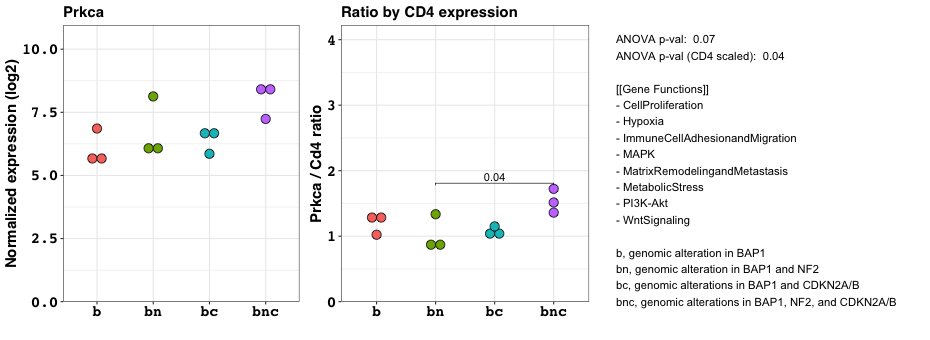 Prkca
Normalized expression (log2)
10.0
7.5
5.0
2.5
0.0
b bn bc bnc
Ratio by CD4 expression
Prkca / Cd4 ratio
4
3
2
1
0
0.04
b bn bc bnc
ANOVA p-val: 0.07
ANOVA p-val (CD4 scaled): 0.04
[[Gene Functions]]
- CellProliferation
- Hypoxia
- ImmuneCellAdhesionandMigration
- MAPK
- MatrixRemodelingandMetastasis
- MetabolicStress
- PI3K-Akt
- WntSignaling
b, genomic alteration in BAP1
bn, genomic alteration in BAP1 and NF2
bc, genomic alterations in BAP1 and CDKN2A/B
bnc, genomic alterations in BAP1, NF2, and CDKN2A/B